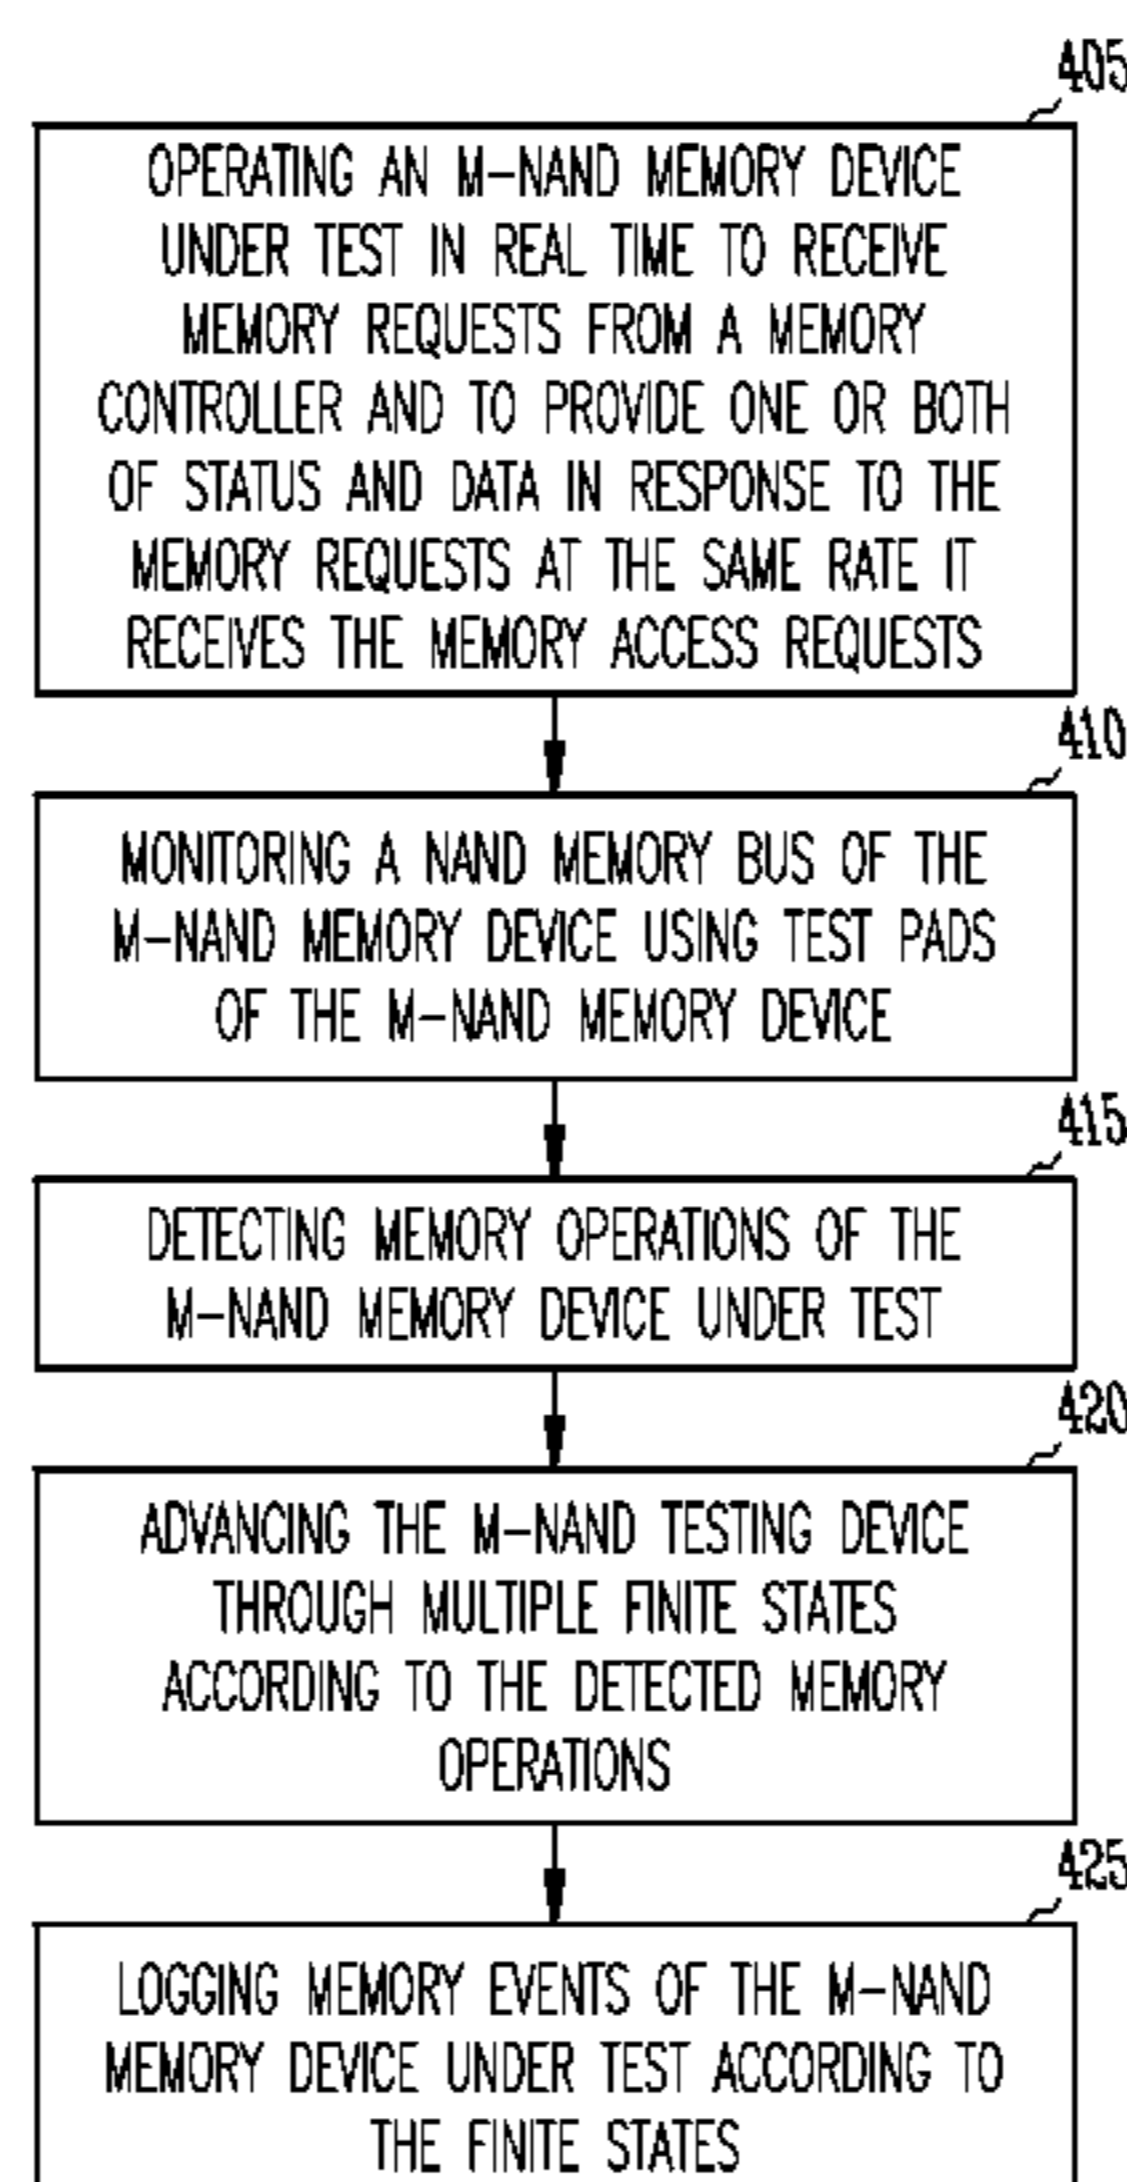 405
OPERATING AN M-NAND MEMORY DEVICE
UNDER TEST IN REAL TIME TO RECEIVE
MEMORY REQUESTS FROM A MEMORY
CONTROLLER AND TO PROVIDE ONE OR BOTH
OF STATUS AND DATA IN RESPONSE TO THE
MEMORY REQUESTS AT THE SAME RATE IT
RECEIVES THE MEMORY ACCESS REQUESTS
410
MONITORING A NAND MEMORY BUS OF THE
M-NAND MEMORY DEVICE USING TEST PADS
OF THE M-NAND MEMORY DEVICE
415
DETECTING MEMORY OPERATIONS OF THE
M-NAND MEMORY DEVICE UNDER TEST
420
ADVANCING THE M-NAND TESTING DEVICE
THROUGH MULTIPLE FINITE STATES
ACCORDING TO THE DETECTED MEMORY
OPERATIONS
425
LOGGING MEMORY EVENTS OF THE M-NAND
MEMORY DEVICE UNDER TEST ACCORDING TO
THE FINITE STATES